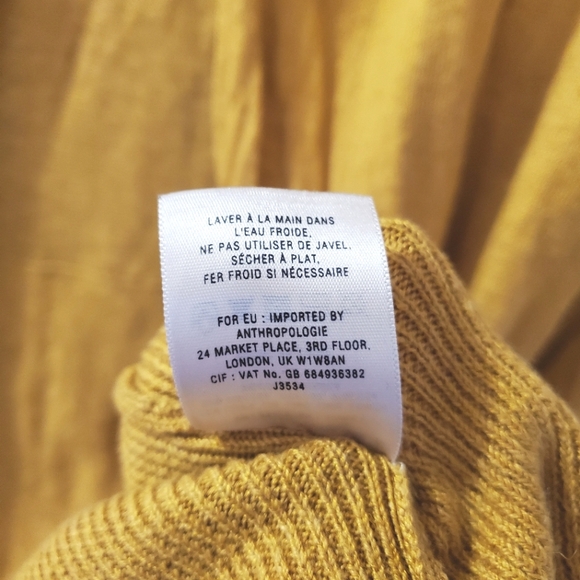 LAVER À LA MAIN DANS
L'EAU FROIDE,
NE PAS UTILISER DE JAVEL,
SÉCHER À PLAT,
FER FROID SI NÉCESSAIRE
FOR EU : IMPORTED BY
ANTHROPOLOGIE
24 MARKET PLACE, 3RD FLOOR.
LONDON, UK W1W8AN
CIF : VAT No. GB 684936382
J3534